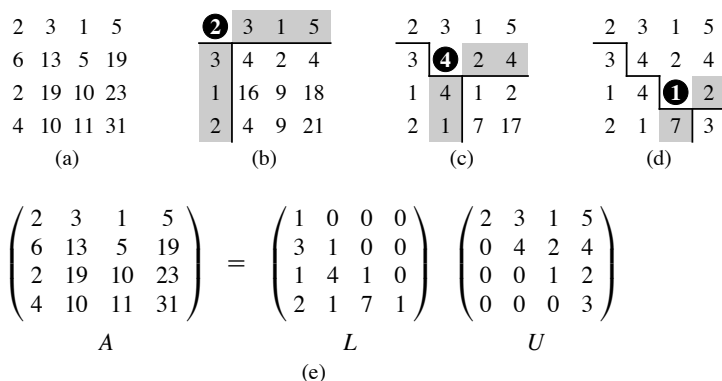 2 3 1 5
6 13 5 19
2 19 10 23
4 10 11 31
(a)
2 3 1 5
3 4 2 4
1 16 9 18
2 4 9 21
(b)
2 3 1 5
3 4 2 4
1 4 1 2
2 1 7 17
(c)
2 3 1 5
3 4 2 4
1 4 1 2
2 1 7 3
(d)
( 2 3 1 5 ) ( 1 0 0 0 ) ( 2 3 1 5 )
( 6 13 5 19 ) = ( 3 1 0 0 ) ( 0 4 2 4 )
( 2 19 10 23 ) ( 1 4 1 0 ) ( 0 0 1 2 )
( 4 10 11 31 ) ( 2 1 7 1 ) ( 0 0 0 3 )
A L U
(e)